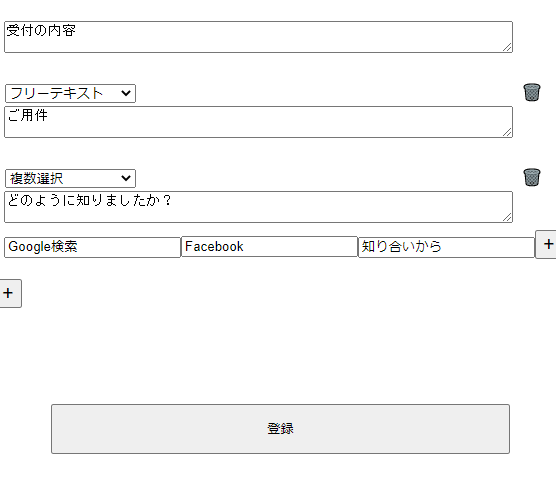 受付の内容
フリーテキスト
ご用件
複数選択
どのように知りましたか？
Google検索 Facebook 知り合いから +
+
登録